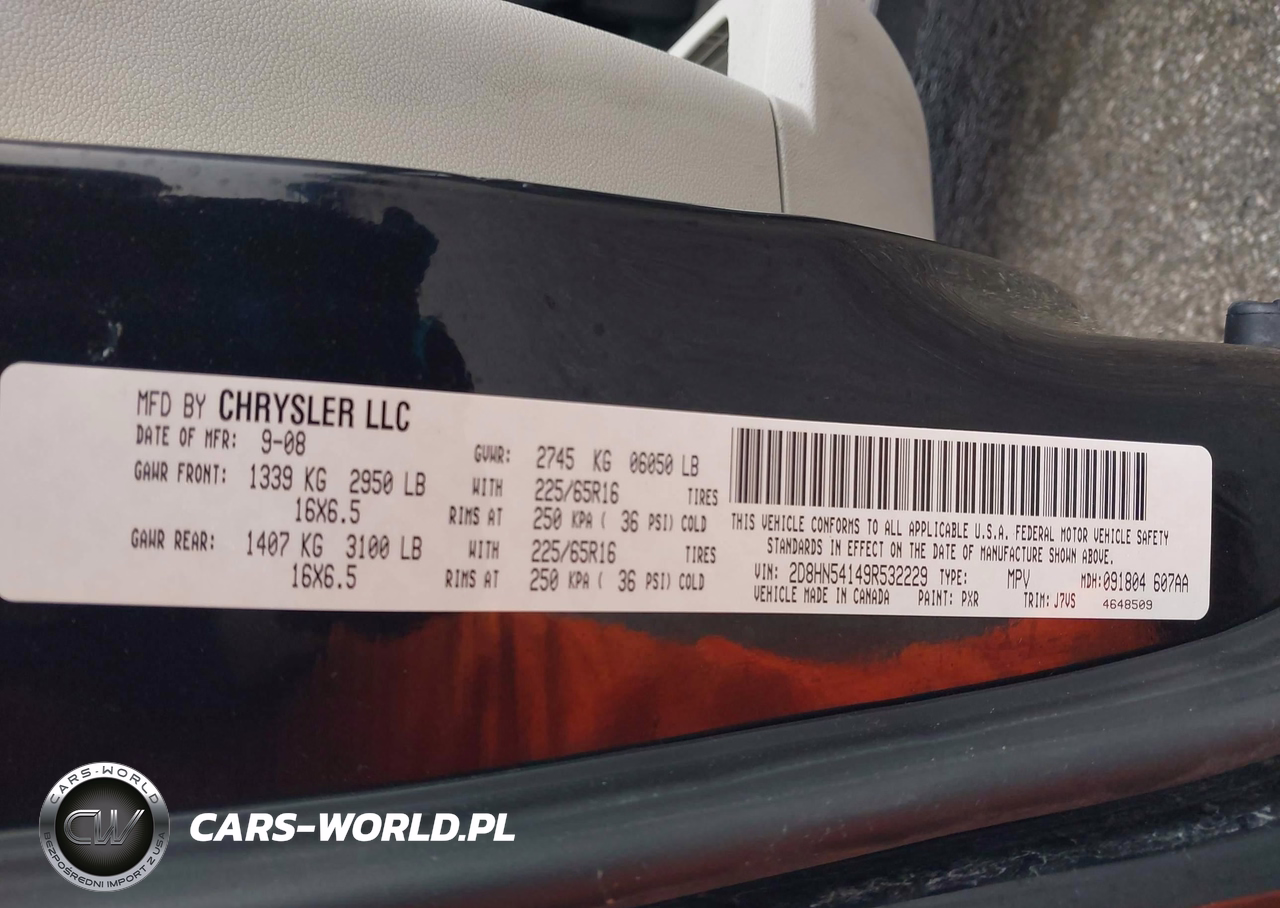 MFD BY CHRYSLER LLC
DATE OF MFR: 9-08 GVWR: 2745 KG 06050 LB
GAWR FRONT: 1339 KG 2950 LB WITH 225/65R16 TIRES
16X6.5 RIMS AT 250 KPA ( 36 PSI) COLD
GAWR REAR: 1407 KG 3100 LB WITH 225/65R16 TIRES
16X6.5 RIMS AT 250 KPA ( 36 PSI) COLD
THIS VEHICLE CONFORMS TO ALL APPLICABLE U.S.A. FEDERAL MOTOR VEHICLE SAFETY
STANDARDS IN EFFECT ON THE DATE OF MANUFACTURE SHOWN ABOVE.
VIN: 2D8HN54149R532229 TYPE: MPV MDH:091804 607AA
VEHICLE MADE IN CANADA PAINT: PXR TRIM: J7VS 4648509
CARS-WORLD
CW
BEZPOŚREDNI IMPORT Z USA
CARS-WORLD.PL